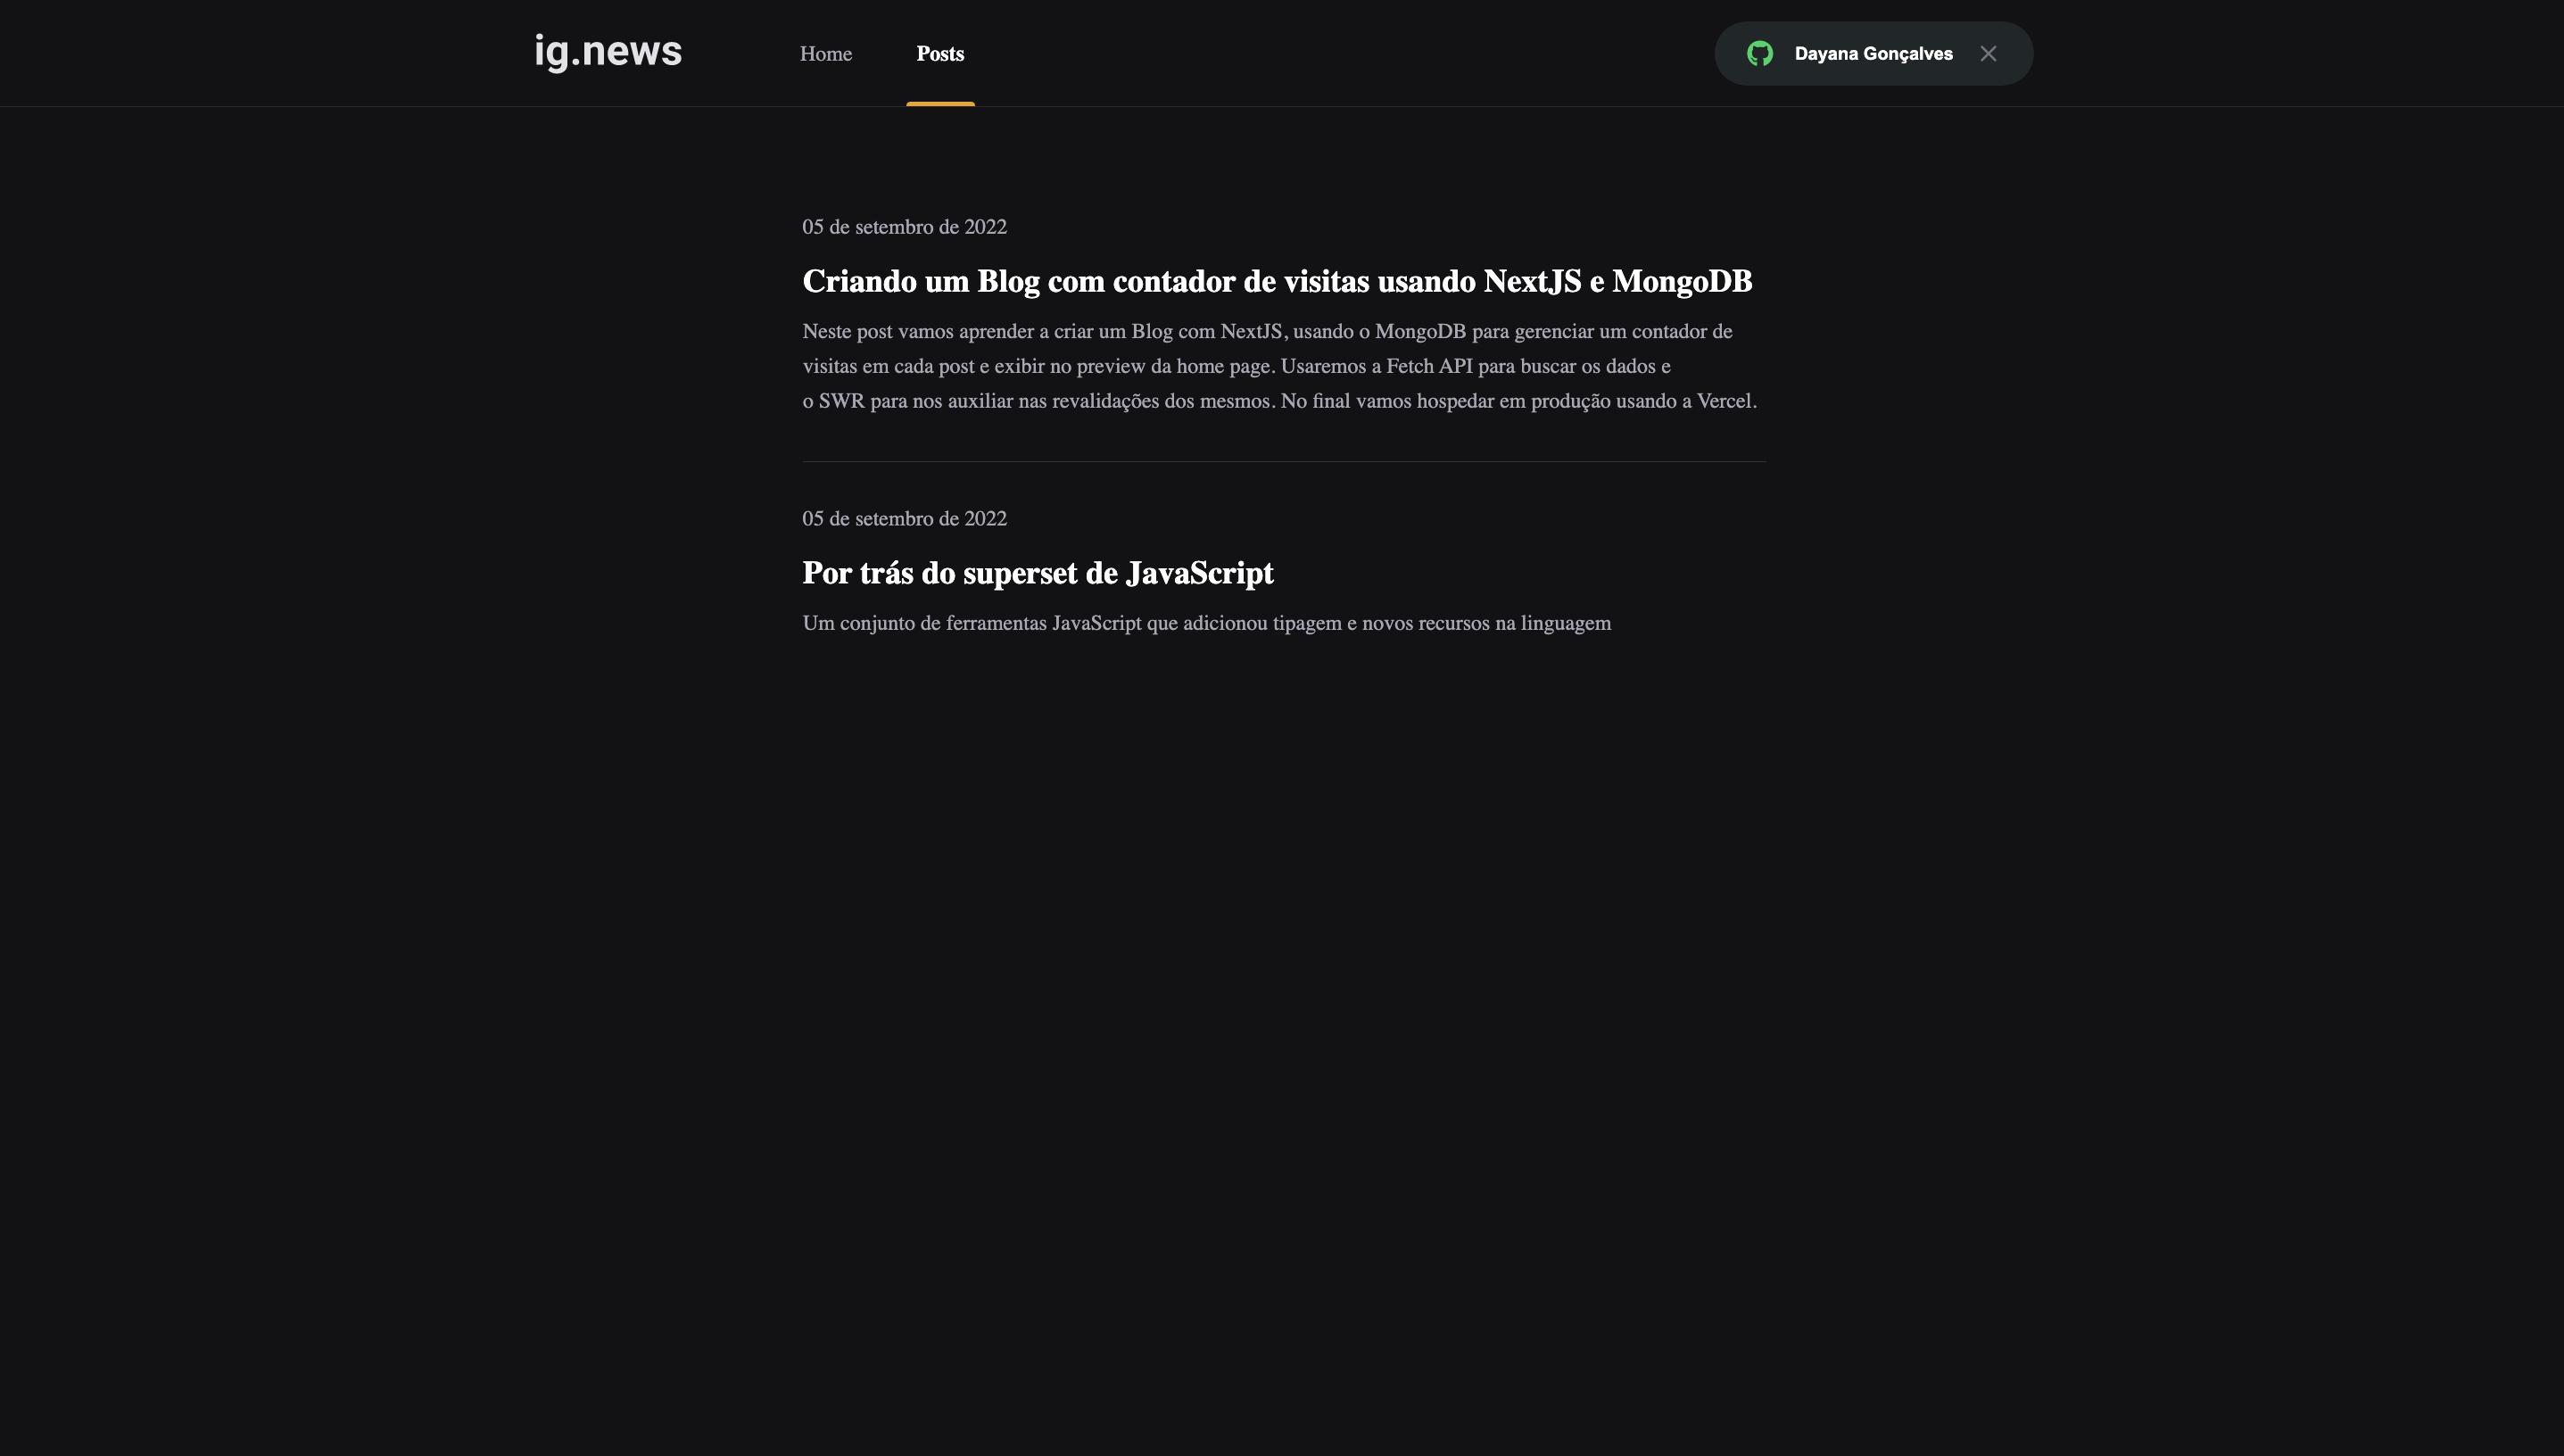 ig.news
Home
Posts
Dayana Gonçalves
05 de setembro de 2022
Criando um Blog com contador de visitas usando NextJS e MongoDB
Neste post vamos aprender a criar um Blog com NextJS, usando o MongoDB para gerenciar um contador de
visitas em cada post e exibir no preview da home page. Usaremos a Fetch API para buscar os dados e
o SWR para nos auxiliar nas revalidações dos mesmos. No final vamos hospedar em produção usando a Vercel.
05 de setembro de 2022
Por trás do superset de JavaScript
Um conjunto de ferramentas JavaScript que adicionou tipagem e novos recursos na linguagem